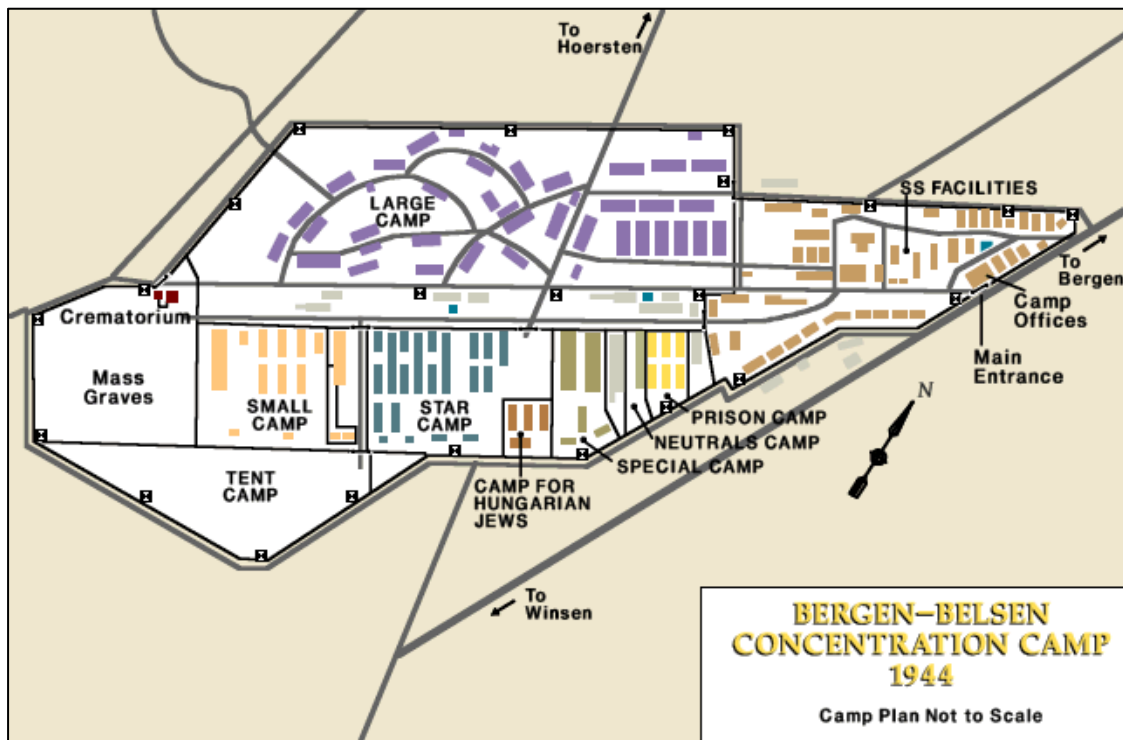 To
Hoersten
SS FACILITIES
LARGE
CAMP
To
Bergen
Camp
Offices
Crematorium
Main
Entrance
Mass
Graves
SMALL
CAMP
STAR
CAMP
PRISON CAMP
NEUTRALS CAMP
SPECIAL CAMP
N
TENT
CAMP
CAMP FOR
HUNGARIAN
JEWS
To
Winsen
BERGEN–BELSEN
CONCENTRATION CAMP
1944
Camp Plan Not to Scale